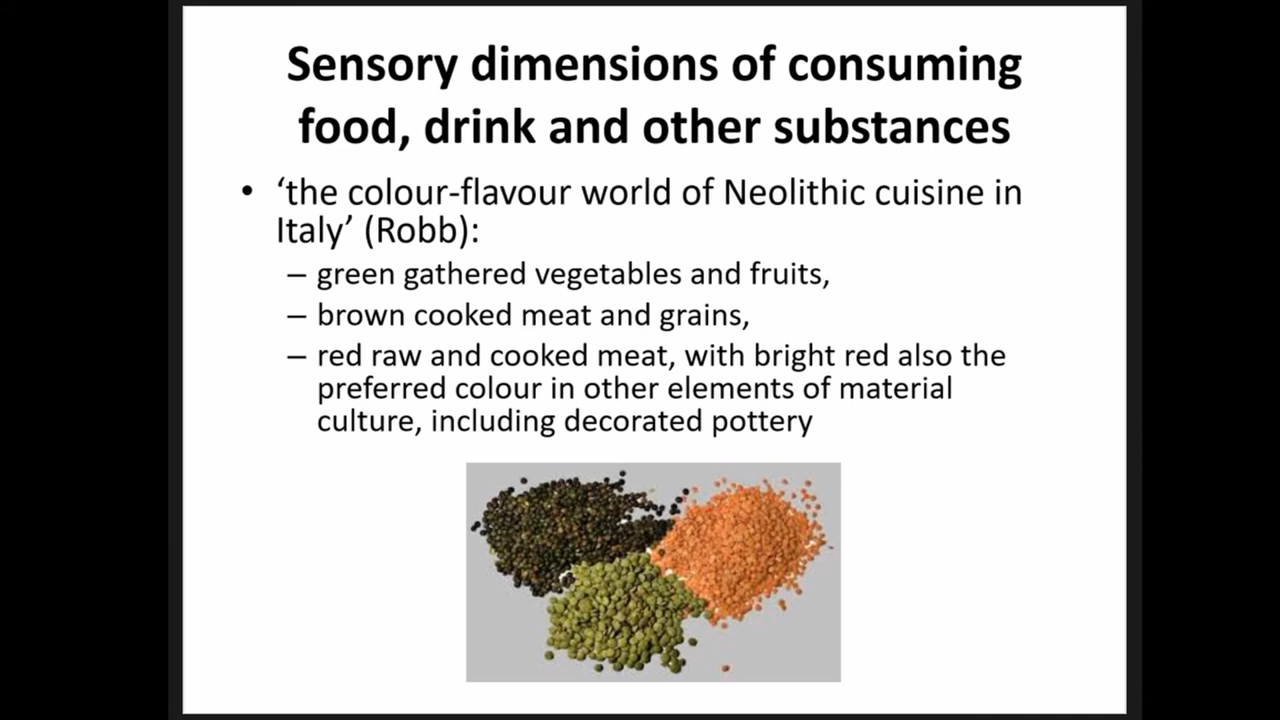 Sensory dimensions of consuming
food, drink and other substances
• ‘the colour-flavour world of Neolithic cuisine in
Italy’ (Robb):
– green gathered vegetables and fruits,
– brown cooked meat and grains,
– red raw and cooked meat, with bright red also the
preferred colour in other elements of material
culture, including decorated pottery